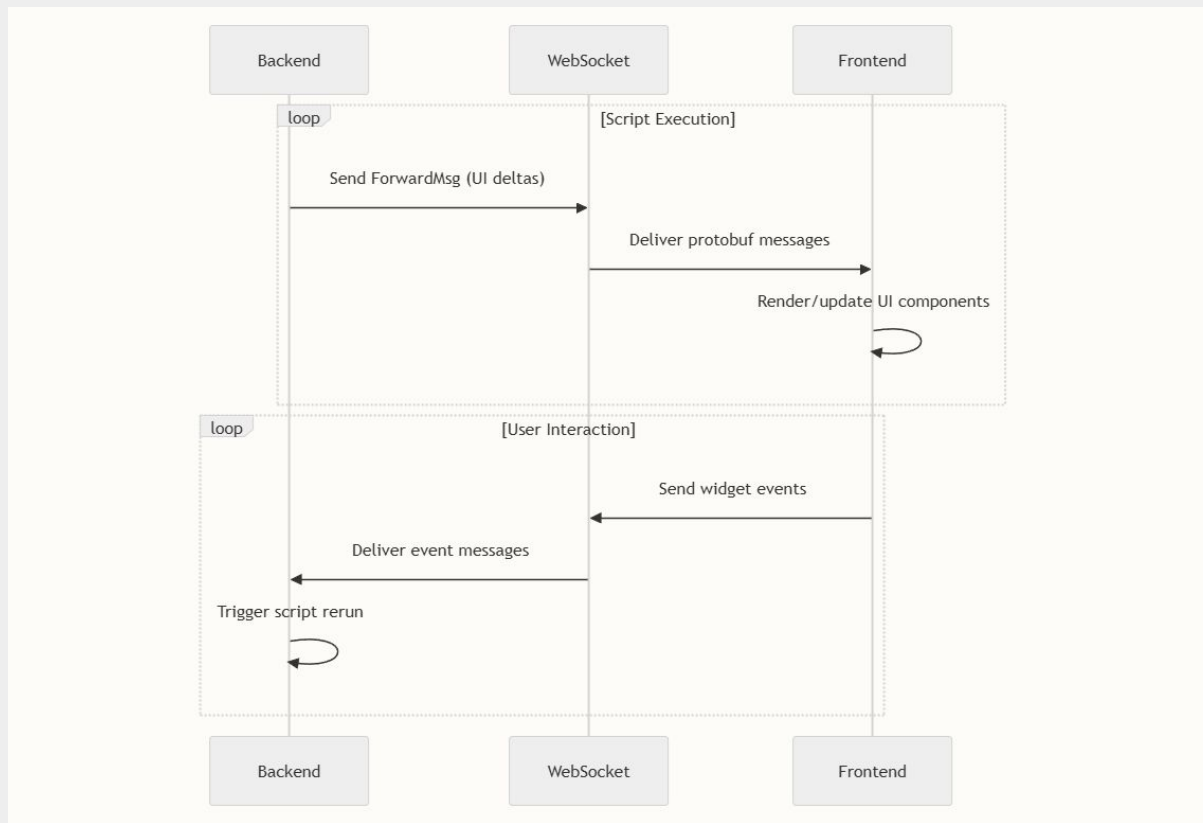 Backend
WebSocket
Frontend
loop
[Script Execution]
Send ForwardMsg (UI deltas)
Deliver protobuf messages
Render/update UI components
loop
[User Interaction]
Send widget events
Deliver event messages
Trigger script rerun
Backend
WebSocket
Frontend